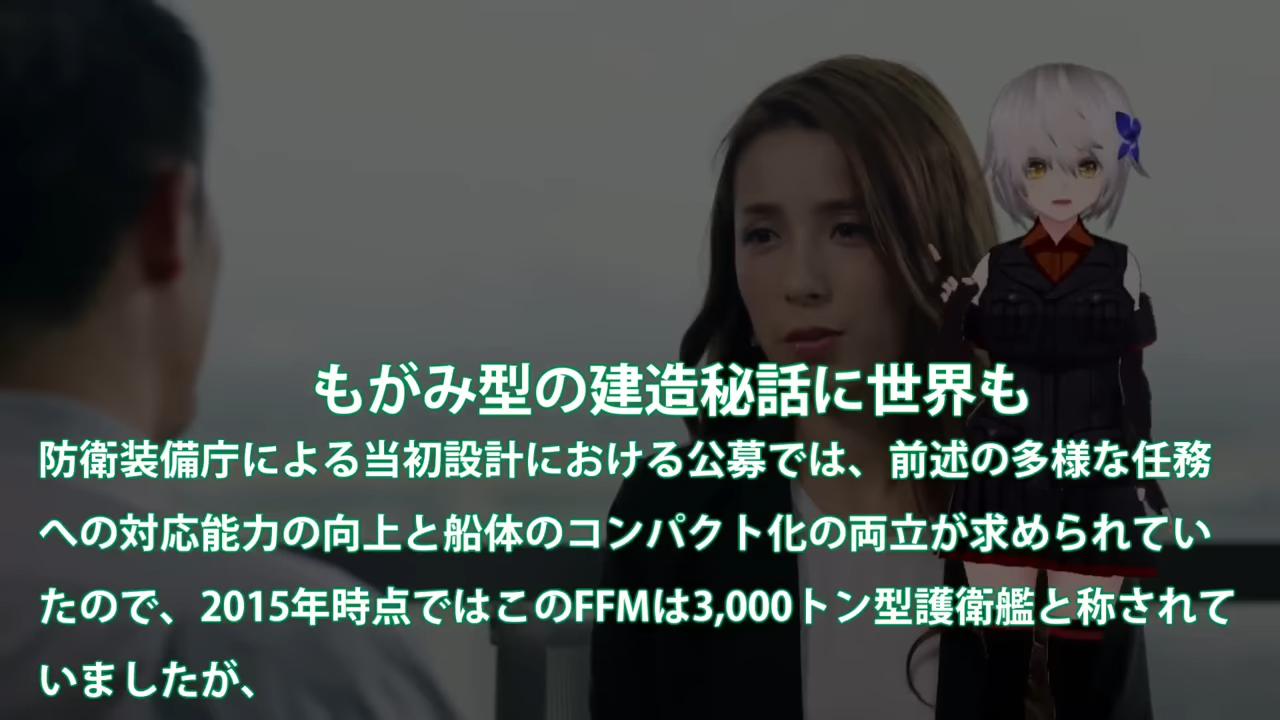 もがみ型の建造秘話に世界も
防衛装備庁による当初設計における公募では、前述の多様な任務
への対応能力の向上と船体のコンパクト化の両立が求められてい
たので、2015年時点ではこのFFMは3,000トン型護衛艦と称されて
いましたが、